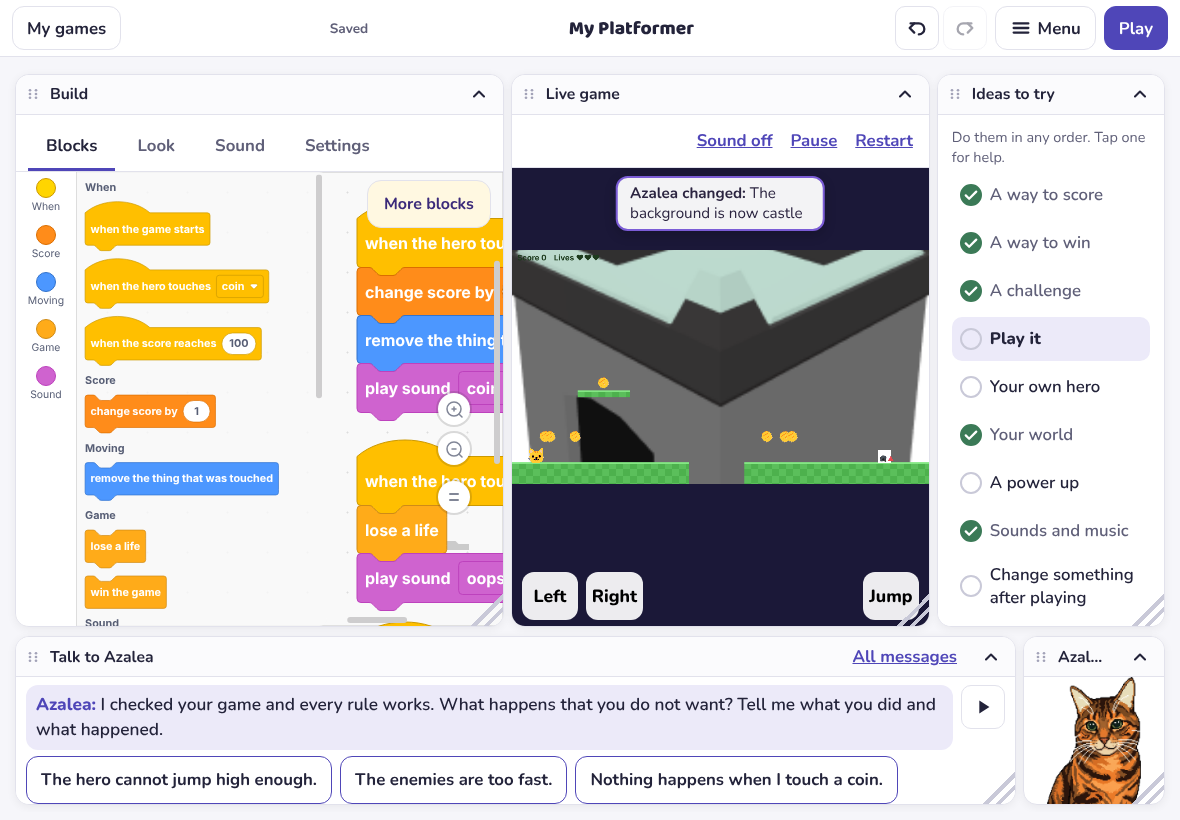 My games
Saved
My Platformer
Menu
Play
Build
Blocks
Look
Sound
Settings
When
Score
Moving
Game
Sound
When
when the game starts
when the hero touches coin
when the score reaches 100
Score
change score by 1
Moving
remove the thing that was touched
Game
lose a life
win the game
Sound
More blocks
when the hero tou
change score by
remove the thing
play sound coin
when the hero tou
lose a life
play sound oops
Live game
Sound off
Pause
Restart
Azalea changed: The
background is now castle
Score 0 Lives
Left
Right
Jump
Ideas to try
Do them in any order. Tap one
for help.
A way to score
A way to win
A challenge
Play it
Your own hero
Your world
A power up
Sounds and music
Change something
after playing
Talk to Azalea
All messages
Azalea: I checked your game and every rule works. What happens that you do not want? Tell me what you did and
what happened.
The hero cannot jump high enough.
The enemies are too fast.
Nothing happens when I touch a coin.
Azal...